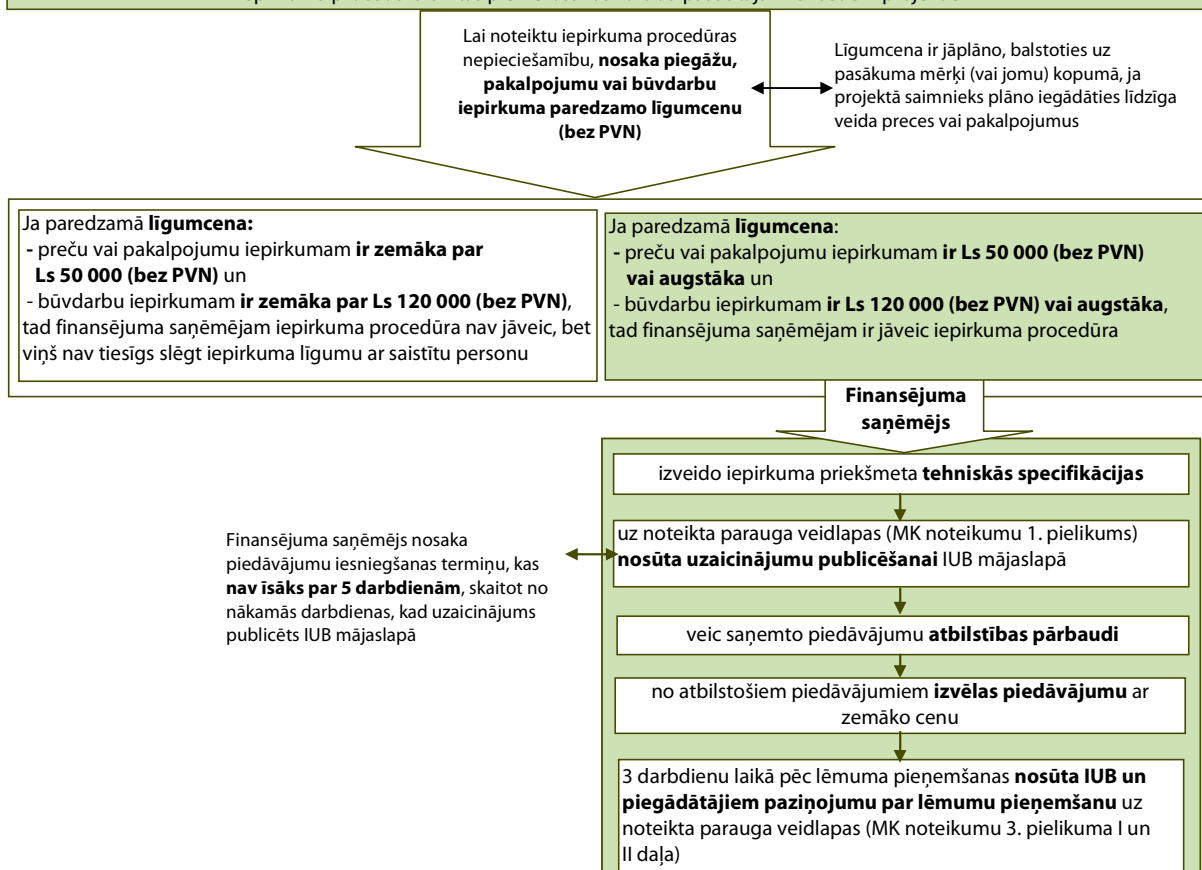 Lai noteiktu iepirkuma procedūras
nepieciešamību, nosaka piegāžu,
pakalpojumu vai būvdarbu
iepirkuma paredzamo līgumcenu
(bez PVN)
Līgumcena ir jāplāno, balstoties uz
pasākuma mērķi (vai jomu) kopumā, ja
projektā saimnieks plāno iegādāties līdzīga
veida preces vai pakalpojumus
Ja paredzamā līgumcena:
- preču vai pakalpojumu iepirkumam ir zemāka par
Ls 50 000 (bez PVN) un
- būvdarbu iepirkumam ir zemāka par Ls 120 000 (bez PVN),
tad finansējuma saņēmējam iepirkuma procedūra nav jāveic, bet
viņš nav tiesīgs slēgt iepirkuma līgumu ar saistītu personu
Ja paredzamā līgumcena:
- preču vai pakalpojumu iepirkumam ir Ls 50 000 (bez PVN)
vai augstāka un
- būvdarbu iepirkumam ir Ls 120 000 (bez PVN) vai augstāka,
tad finansējuma saņēmējam ir jāveic iepirkuma procedūra
Finansējuma
saņēmējs
izveido iepirkuma priekšmeta tehniskās specifikācijas
uz noteikta parauga veidlapas (MK noteikumu 1. pielikums)
nosūta uzaicinājumu publicēšanai IUB mājaslapā
Finansējuma saņēmējs nosaka
piedāvājumu iesniegšanas termiņu, kas
nav īsāks par 5 darbdienām, skaitot no
nākamās darbdienas, kad uzaicinājums
publicēts IUB mājaslapā
veic saņemto piedāvājumu atbilstības pārbaudi
no atbilstošiem piedāvājumiem izvēlas piedāvājumu ar
zemāko cenu
3 darbdienu laikā pēc lēmuma pieņemšanas nosūta IUB un
piegādātājiem paziņojumu par lēmumu pieņemšanu uz
noteikta parauga veidlapas (MK noteikumu 3. pielikuma I un
II daļa)